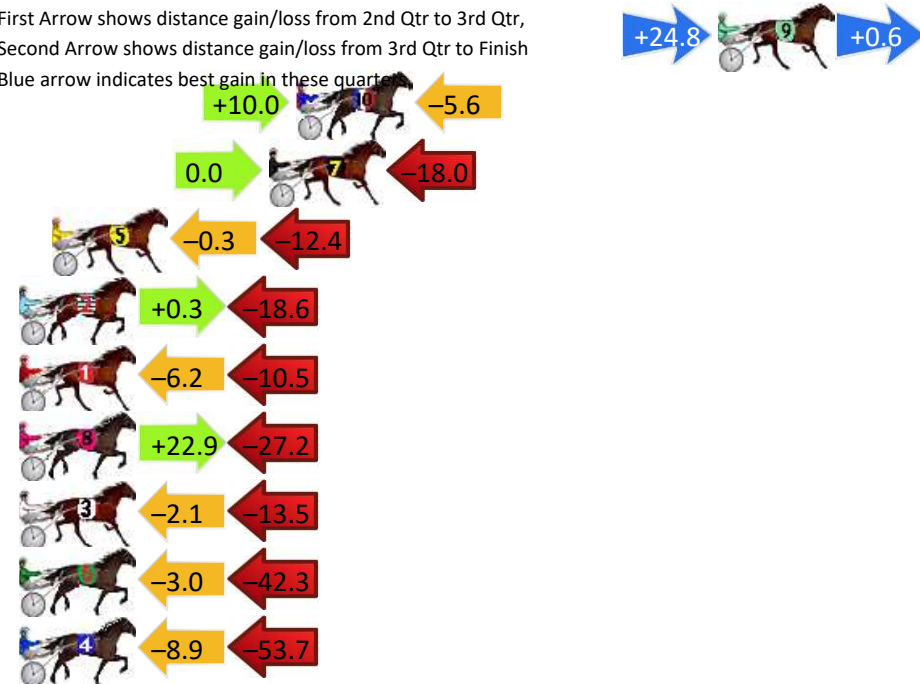 First Arrow shows distance gain/loss from 2nd Qtr to 3rd Qtr,
Second Arrow shows distance gain/loss from 3rd Qtr to Finish
Blue arrow indicates best gain in these quarters.
+24.8 9 +0.6
+10.0 10 –5.6
0.0 7 –18.0
5 –0.3 –12.4
2 +0.3 –18.6
1 –6.2 –10.5
8 +22.9 –27.2
3 –2.1 –13.5
6 –3.0 –42.3
4 –8.9 –53.7